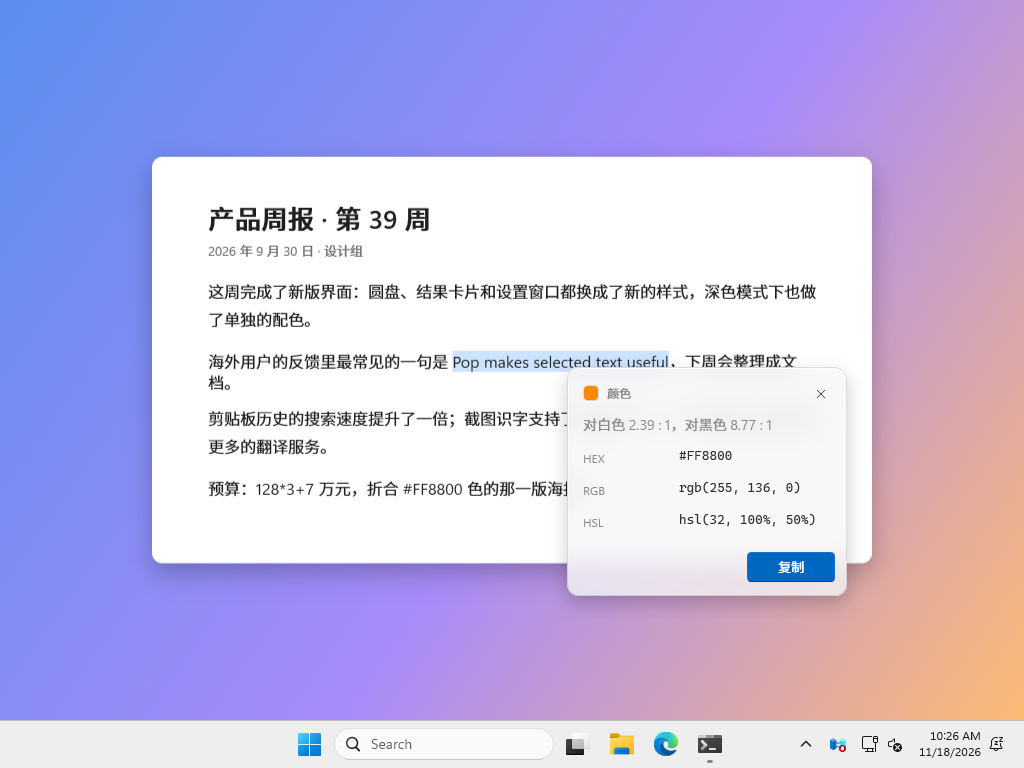 产品周报 · 第 39 周
2026 年 9 月 30 日 · 设计组
这周完成了新版界面：圆盘、结果卡片和设置窗口都换成了新的样式，深色模式下也做
了单独的配色。
海外用户的反馈里最常见的一句是 Pop makes selected text useful，下周会整理成文
档。
剪贴板历史的搜索速度提升了一倍；截图识字支持
更多的翻译服务。
预算：128*3+7 万元，折合 #FF8800 色的那一版海
颜色
对白色 2.39 : 1，对黑色 8.77 : 1
HEX #FF8800
RGB rgb(255, 136, 0)
HSL hsl(32, 100%, 50%)
复制
Search
10:26 AM
11/18/2026